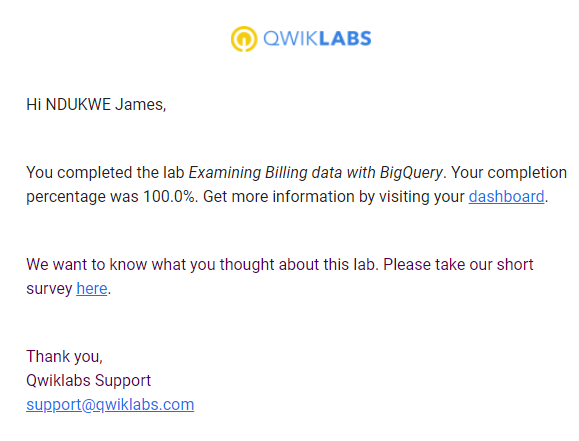 QWIKLABS
Hi NDUKWE James,
You completed the lab Examining Billing data with BigQuery. Your completion
percentage was 100.0%. Get more information by visiting your dashboard.
We want to know what you thought about this lab. Please take our short
survey here.
Thank you,
Qwiklabs Support
support@qwiklabs.com